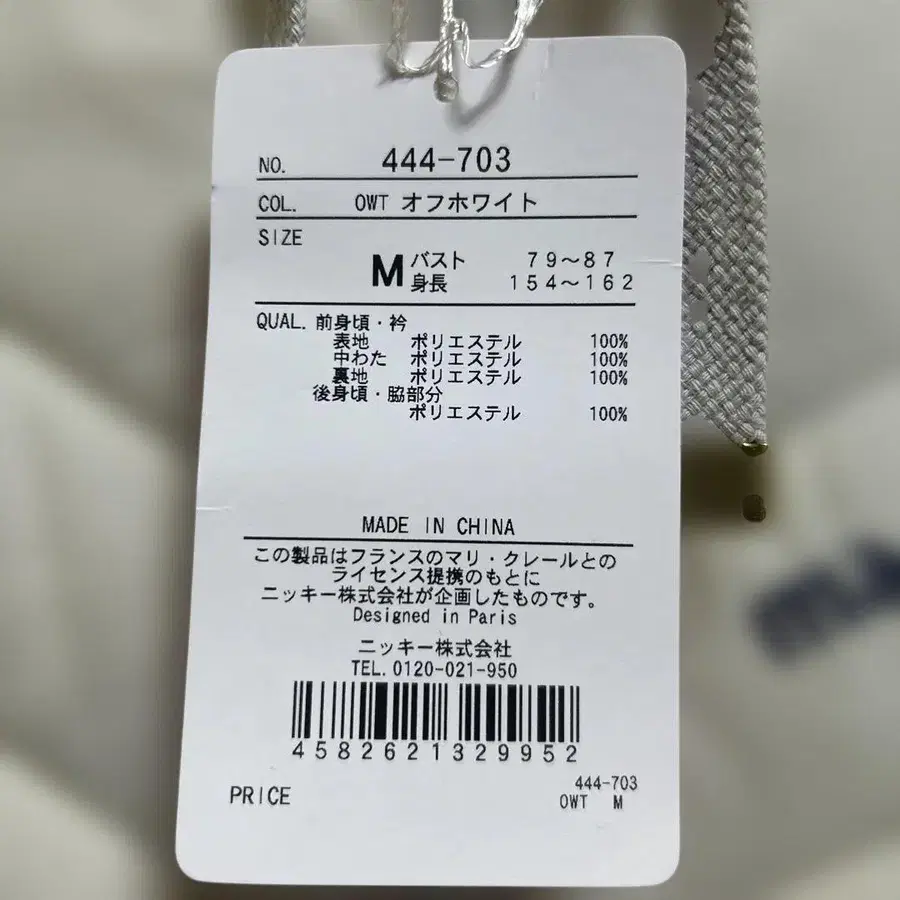 NO. 444-703
COL. OWT オフホワイト
SIZE
M バスト 79~87
身長 154~162
QUAL. 前身頃・衿
表地 ポリエステル 100%
中わた ポリエステル 100%
裏地 ポリエステル 100%
後身頃・脇部分
ポリエステル 100%
MADE IN CHINA
この製品はフランスのマリ・クレールとの
ライセンス提携のもとに
ニッキー株式会社が企画したものです。
Designed in Paris
ニッキー株式会社
TEL. 0120-021-950
4582621329952
444-703
PRICE OWT M